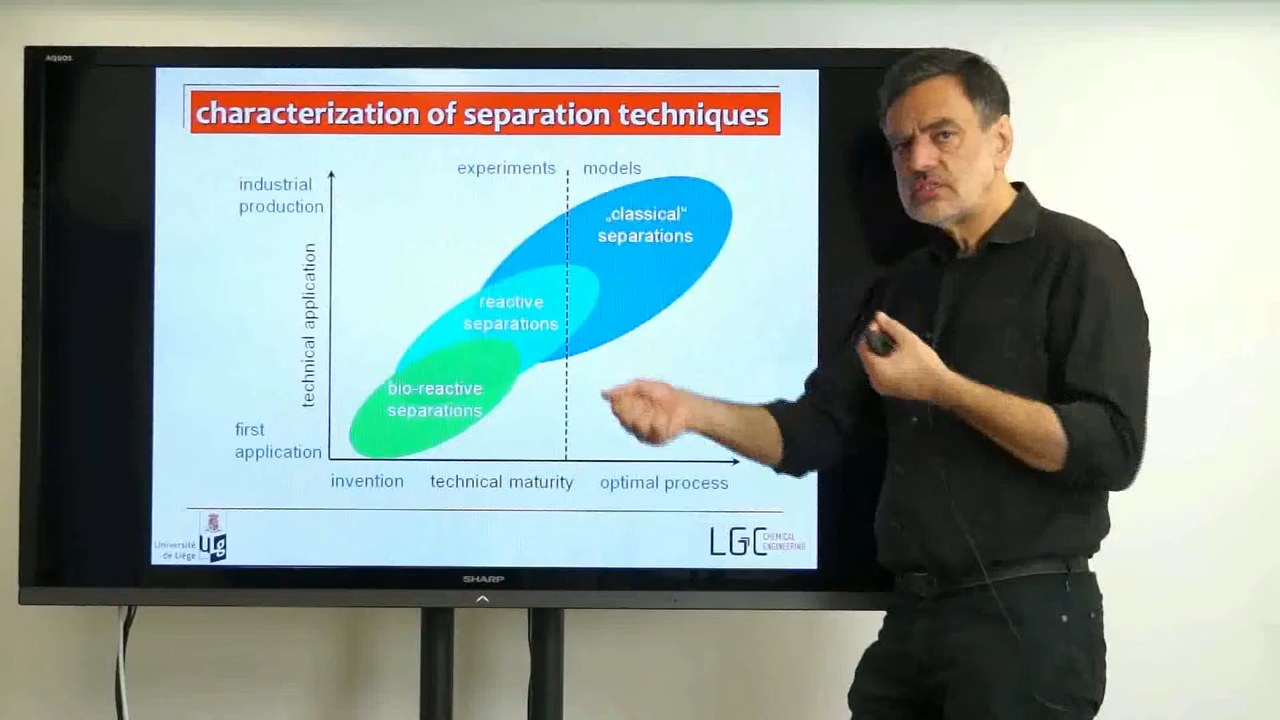 AQUOS
characterization of separation techniques
experiments
models
industrial
production
„classical“
separations
technical application
reactive
separations
bio-reactive
separations
first
application
invention
technical maturity
optimal process
Université
de Liège
ULg
LGC
CHEMICAL
ENGINEERING
SHARP